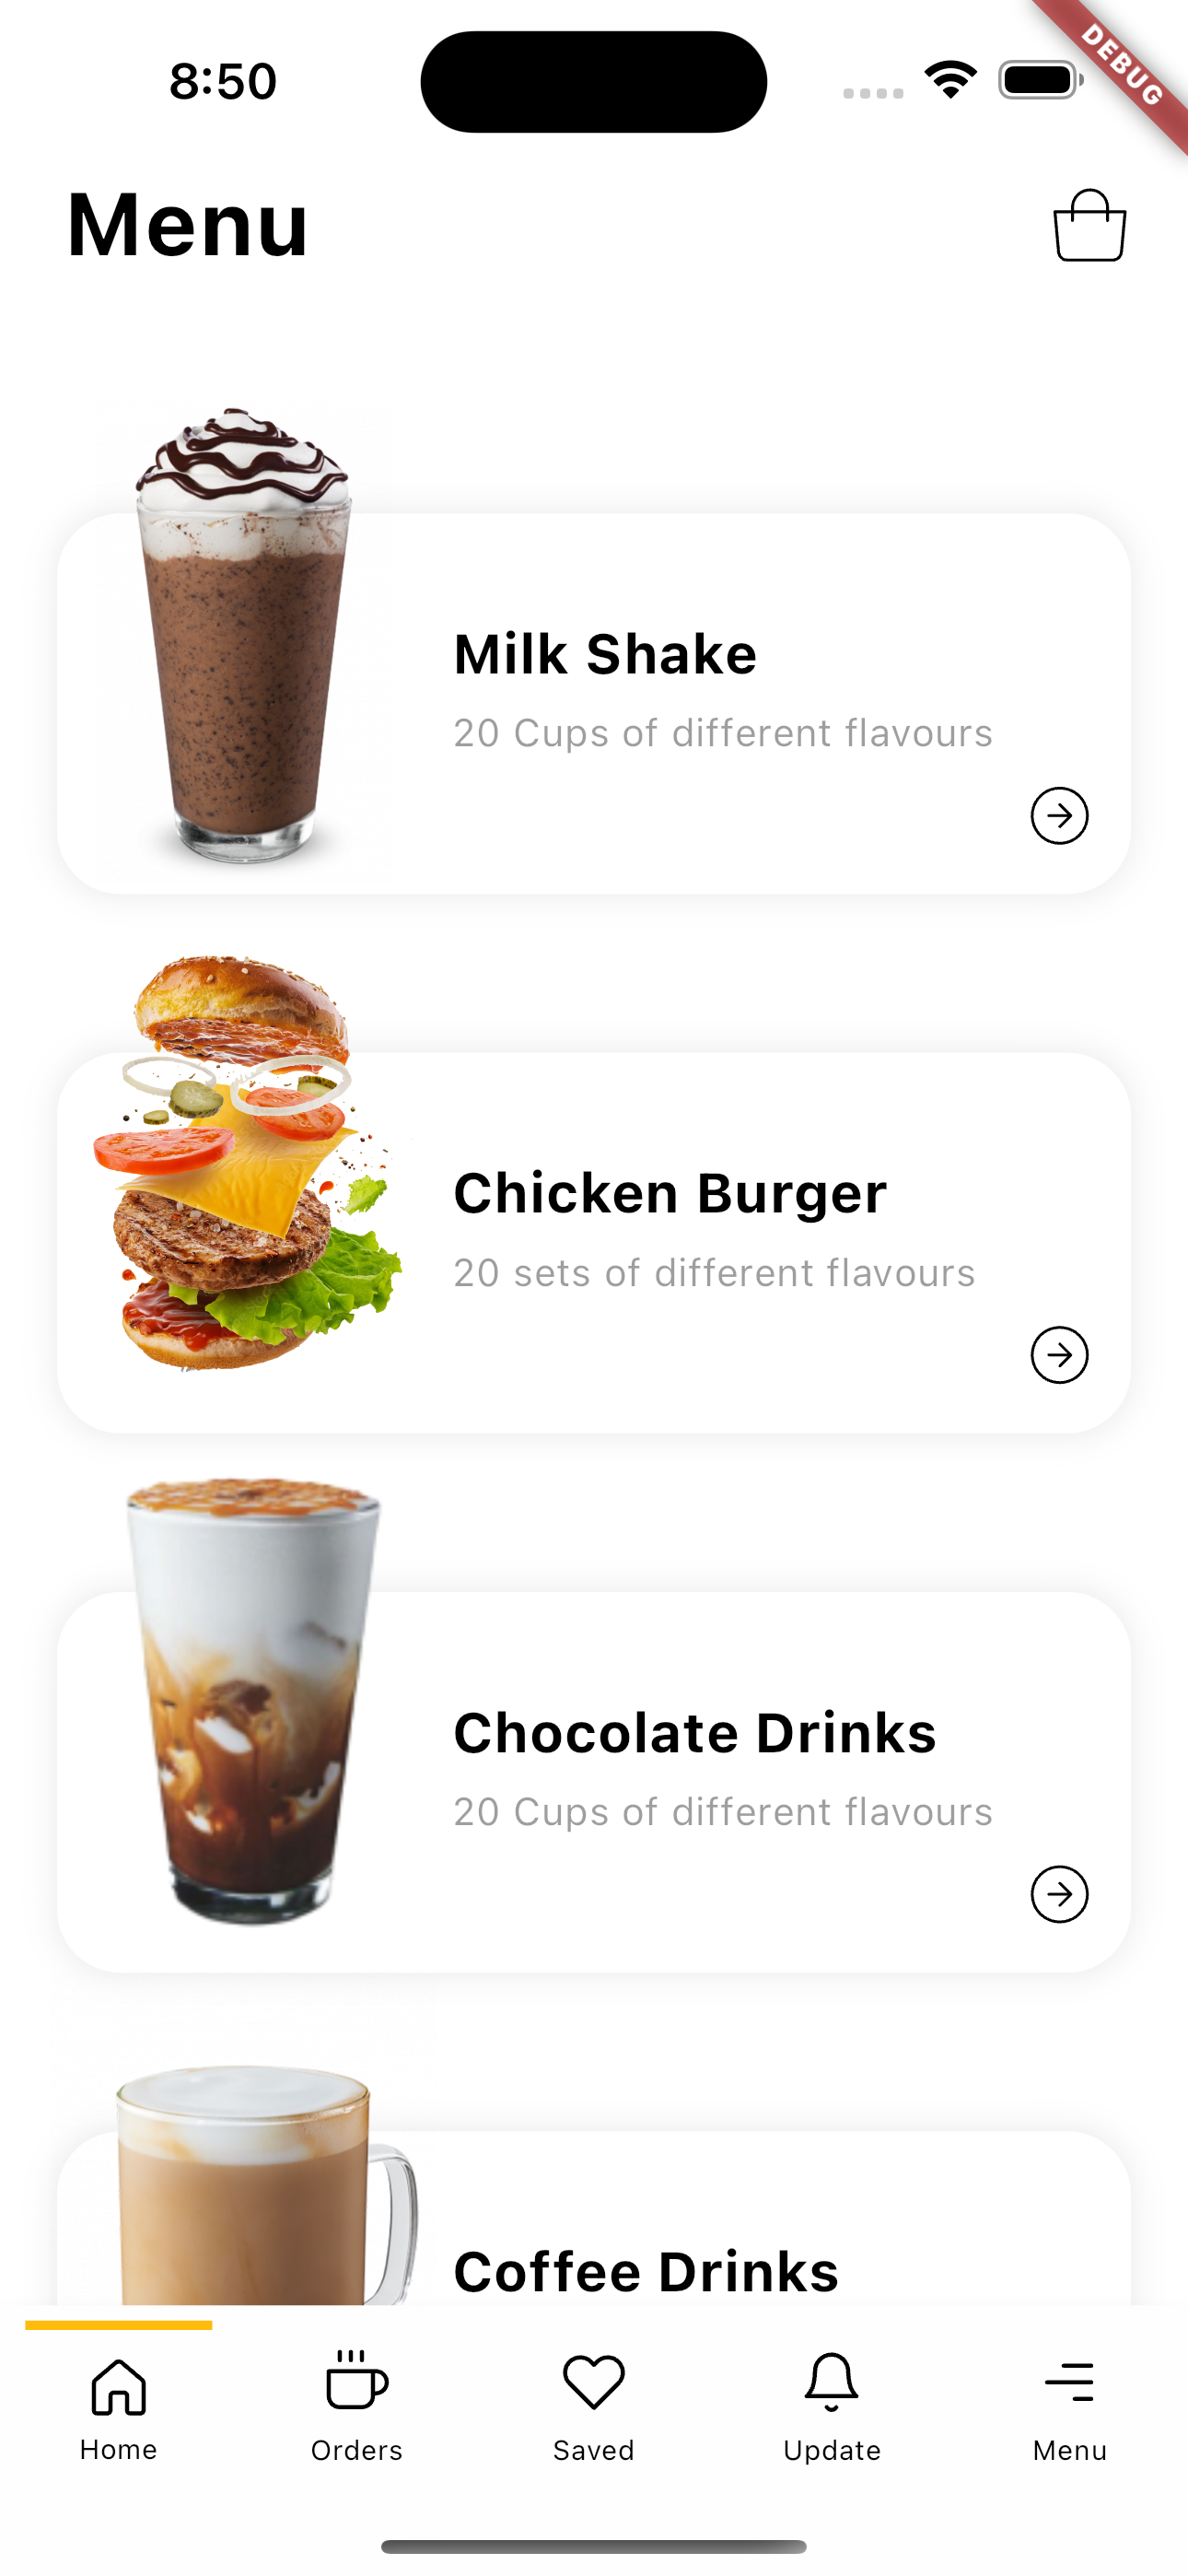 8:50
DEBUG
Menu
Milk Shake
20 Cups of different flavours
Chicken Burger
20 sets of different flavours
Chocolate Drinks
20 Cups of different flavours
Coffee Drinks
Home Orders Saved Update Menu